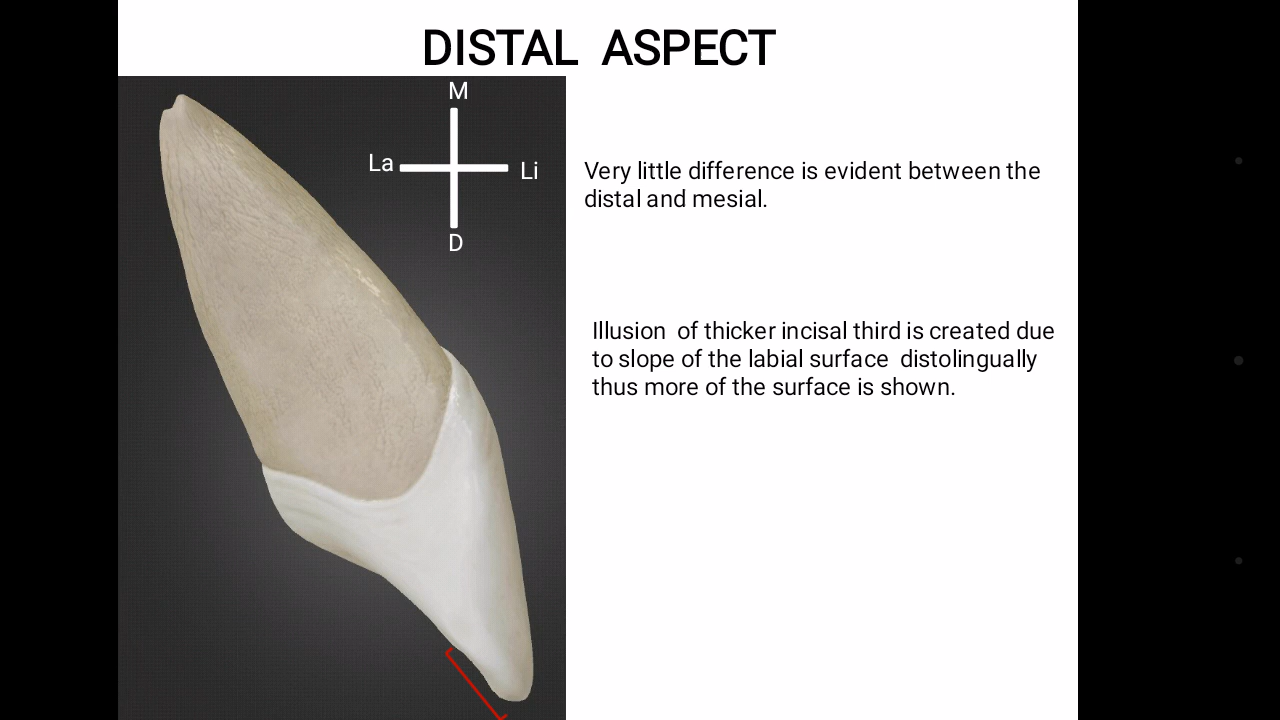 DISTAL ASPECT
M
La
Li
D
Very little difference is evident between the
distal and mesial.
Illusion of thicker incisal third is created due
to slope of the labial surface distolingually
thus more of the surface is shown.